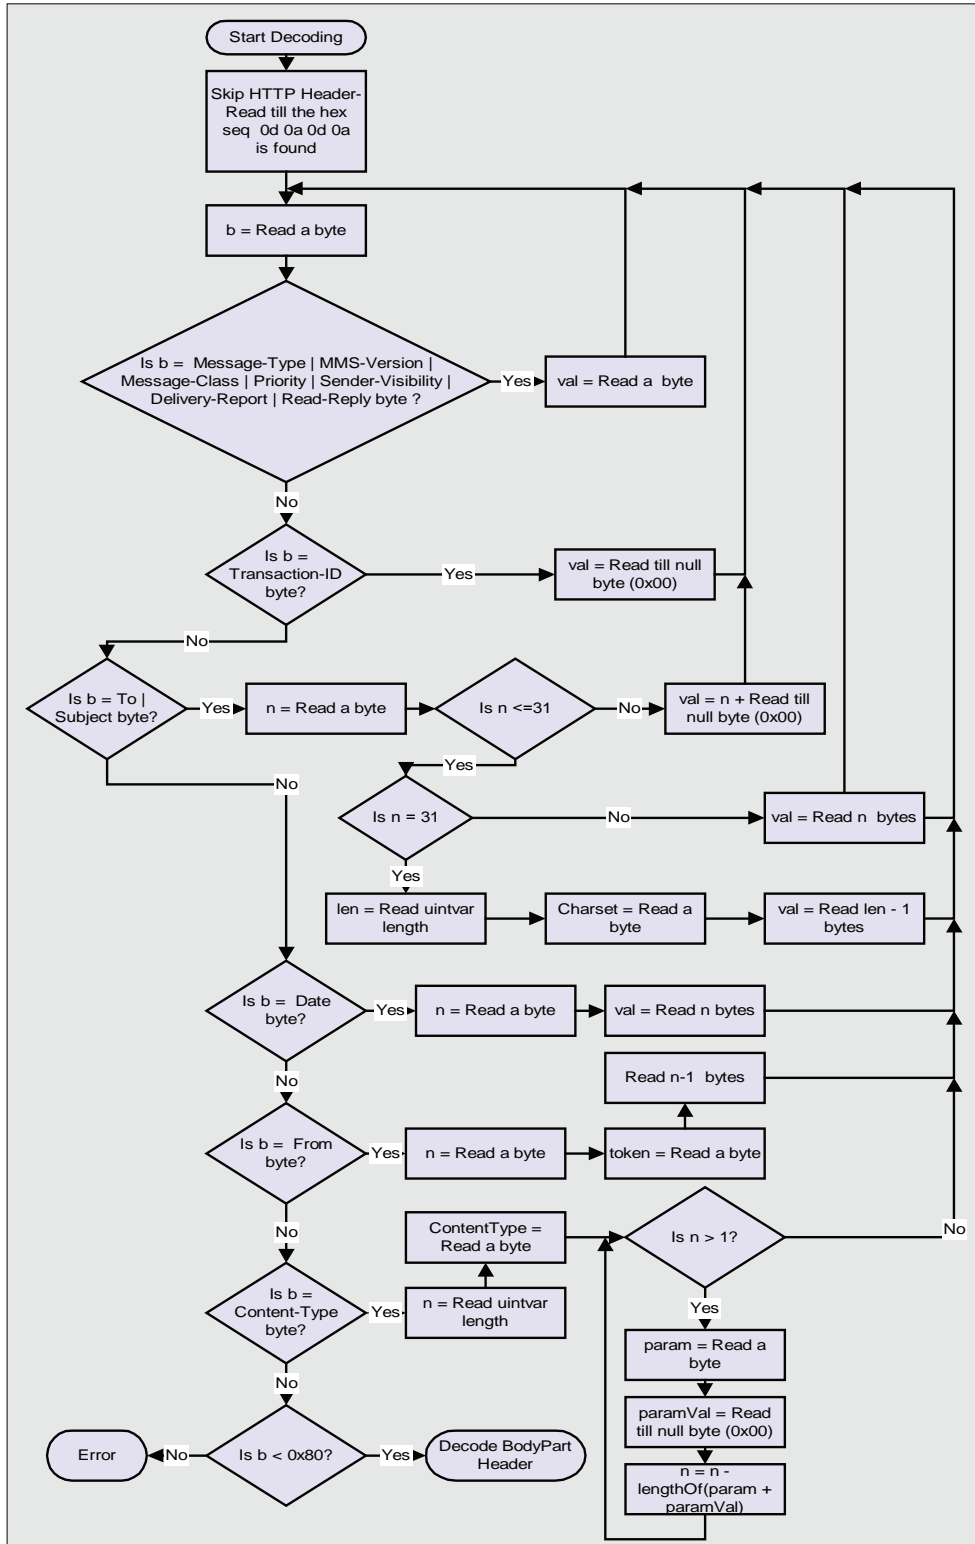 Start Decoding
Skip HTTP Header-
Read till the hex
seq 0d 0a 0d 0a
is found
b = Read a byte
Is b = Message-Type | MMS-Version |
Message-Class | Priority | Sender-Visibility |
Delivery-Report | Read-Reply byte ?
Yes
val = Read a byte
No
Is b =
Transaction-ID
byte?
Yes
val = Read till null
byte (0x00)
No
Is b = To |
Subject byte?
Yes
n = Read a byte
Is n <=31
No
val = n + Read till
null byte (0x00)
Yes
No
Is n = 31
No
val = Read n bytes
Yes
len = Read uintvar
length
Charset = Read a
byte
val = Read len - 1
bytes
Is b = Date
byte?
Yes
n = Read a byte
val = Read n bytes
No
Read n-1 bytes
Is b = From
byte?
Yes
n = Read a byte
token = Read a byte
No
ContentType =
Read a byte
Is n > 1?
No
Is b =
Content-Type
byte?
Yes
n = Read uintvar
length
Yes
param = Read a
byte
No
paramVal = Read
till null byte (0x00)
Error
No
Is b < 0x80?
Yes
Decode BodyPart
Header
n = n -
lengthOf(param +
paramVal)